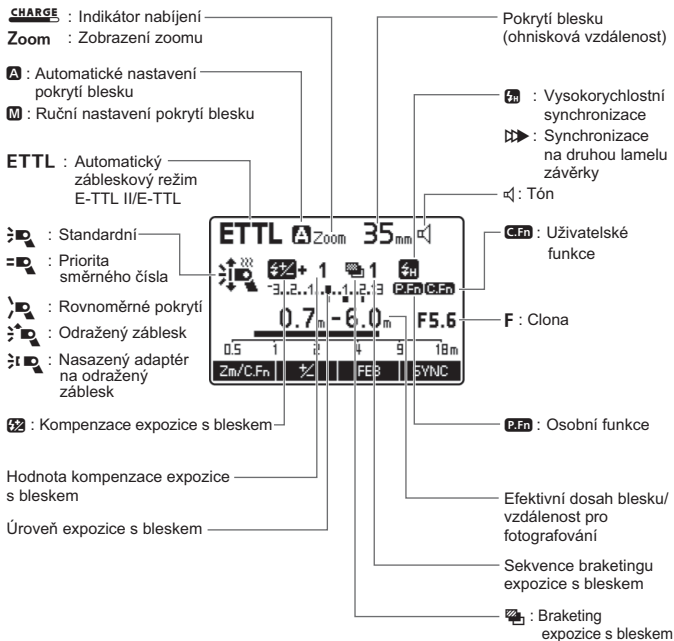 CHARGE : Indikátor nabíjení
Zoom : Zobrazení zoomu
A : Automatické nastavení
pokrytí blesku
M : Ruční nastavení pokrytí blesku
ETTL : Automatický
zábleskový režim
E-TTL II/E-TTL
: Standardní
: Priorita
směrného čísla
: Rovnoměrné pokrytí
: Odražený záblesk
: Nasazený adaptér
na odražený
záblesk
: Kompenzace expozice s bleskem
Hodnota kompenzace expozice
s bleskem
Úroveň expozice s bleskem
ETTL A Zoom 35mm
+ 1 1 H
-3..2..1..0..1..2.+3 P.Fn C.Fn
0.7m-6.0m F5.6
0.5 1 2 4 9 18m
Zm/C.Fn +/- FEB SYNC
Pokrytí blesku
(ohnisková vzdálenost)
H : Vysokorychlostní
synchronizace
: Synchronizace
na druhou lamelu
závěrky
: Tón
C.Fn : Uživatelské
funkce
F : Clona
P.Fn : Osobní funkce
Efektivní dosah blesku/
vzdálenost pro
fotografování
Sekvence braketingu
expozice s bleskem
: Braketing
expozice s bleskem